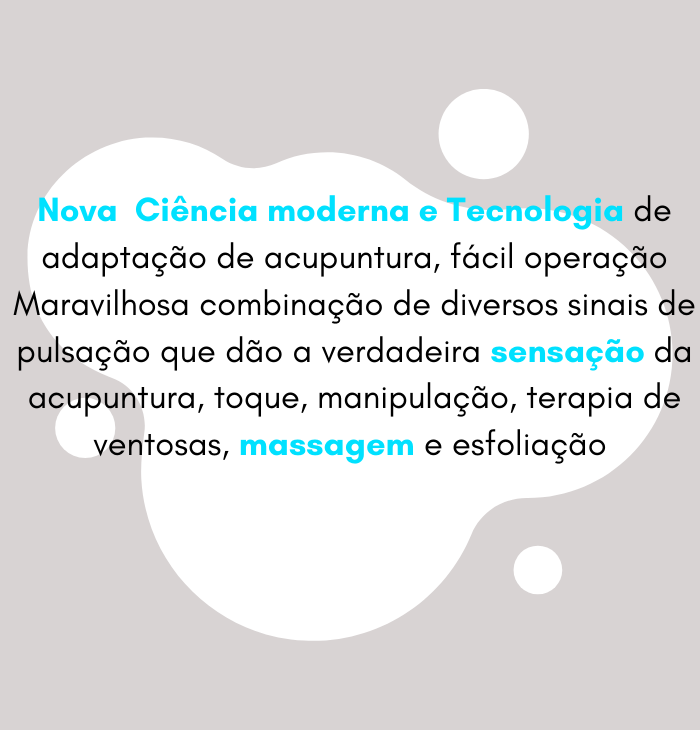 Nova Ciência moderna e Tecnologia de
adaptação de acupuntura, fácil operação
Maravilhosa combinação de diversos sinais de
pulsação que dão a verdadeira sensação da
acupuntura, toque, manipulação, terapia de
ventosas, massagem e esfoliação